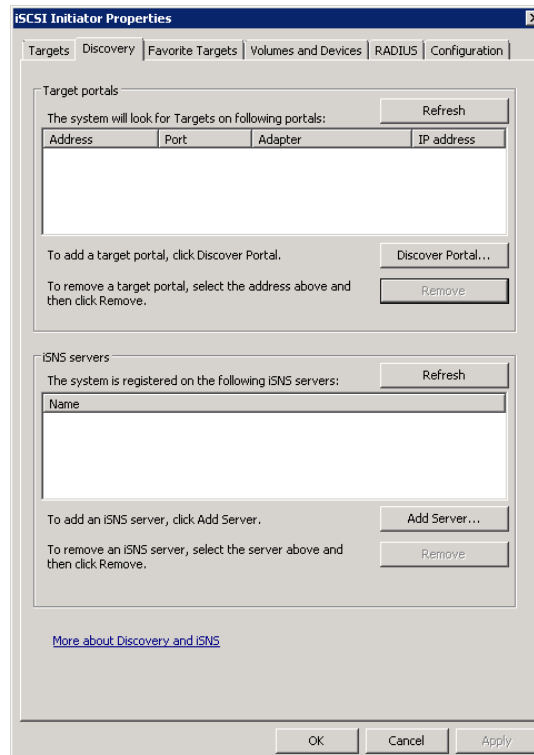 iSCSI Initiator Properties
Targets Discovery Favorite Targets Volumes and Devices RADIUS Configuration
Target portals
The system will look for Targets on following portals:
Refresh
Address Port Adapter IP address
To add a target portal, click Discover Portal.
Discover Portal...
To remove a target portal, select the address above and
then click Remove.
Remove
iSNS servers
The system is registered on the following iSNS servers:
Refresh
Name
To add an iSNS server, click Add Server.
Add Server...
To remove an iSNS server, select the server above and
then click Remove.
Remove
More about Discovery and iSNS
OK Cancel Apply